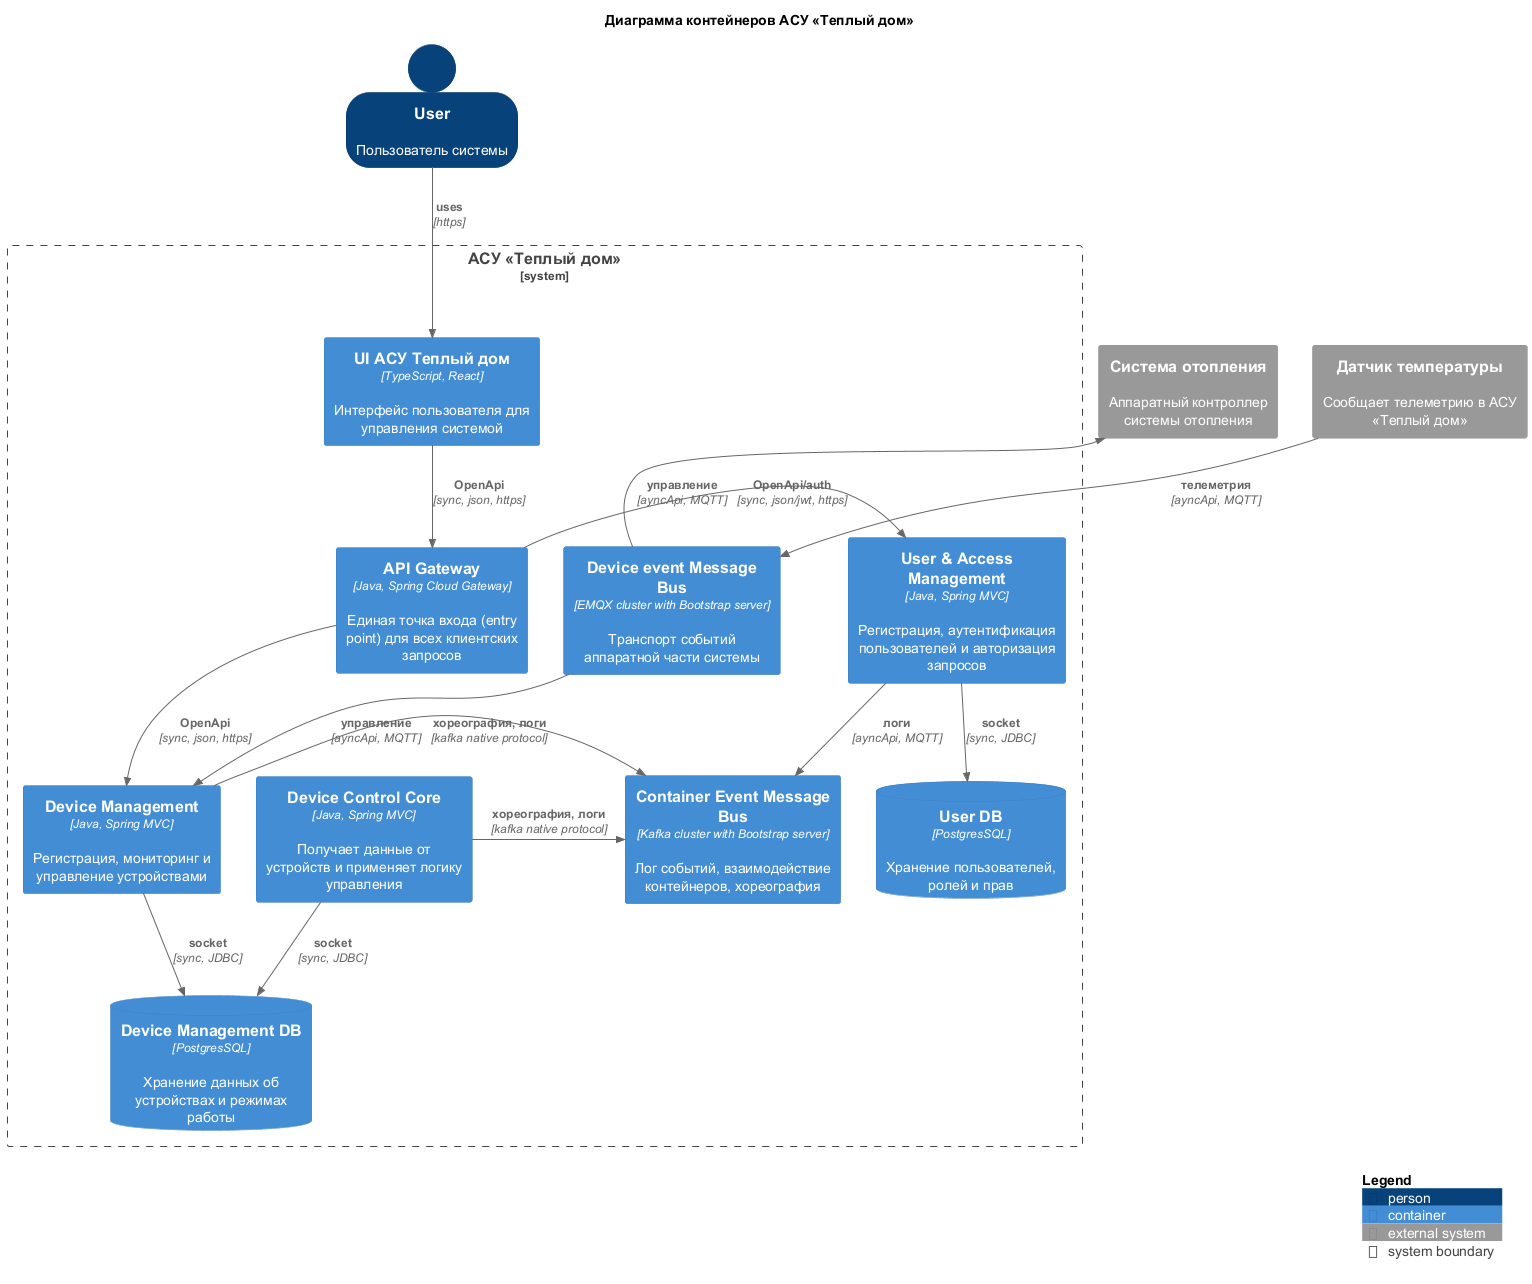 Диаграмма контейнеров АСУ «Теплый дом»
User
Пользователь системы
uses
[https]
АСУ «Теплый дом»
[system]
UI АСУ Теплый дом
[TypeScript, React]
Интерфейс пользователя для
управления системой
Система отопления
Аппаратный контроллер
системы отопления
Датчик температуры
Сообщает телеметрию в АСУ
«Теплый дом»
OpenApi
[sync, json, https]
управление
[ayncApi, MQTT]
OpenApi/auth
[sync, json/jwt, https]
телеметрия
[ayncApi, MQTT]
API Gateway
[Java, Spring Cloud Gateway]
Единая точка входа (entry
point) для всех клиентских
запросов
Device event Message
Bus
[EMQX cluster with Bootstrap server]
Транспорт событий
аппаратной части системы
User & Access
Management
[Java, Spring MVC]
Регистрация, аутентификация
пользователей и авторизация
запросов
OpenApi
[sync, json, https]
управление
[ayncApi, MQTT]
хореография, логи
[kafka native protocol]
логи
[ayncApi, MQTT]
socket
[sync, JDBC]
Device Management
[Java, Spring MVC]
Регистрация, мониторинг и
управление устройствами
Device Control Core
[Java, Spring MVC]
Получает данные от
устройств и применяет логику
управления
хореография, логи
[kafka native protocol]
Container Event Message
Bus
[Kafka cluster with Bootstrap server]
Лог событий, взаимодействие
контейнеров, хореография
User DB
[PostgresSQL]
Хранение пользователей,
ролей и прав
socket
[sync, JDBC]
socket
[sync, JDBC]
Device Management DB
[PostgresSQL]
Хранение данных об
устройствах и режимах
работы
Legend
person
container
external system
system boundary